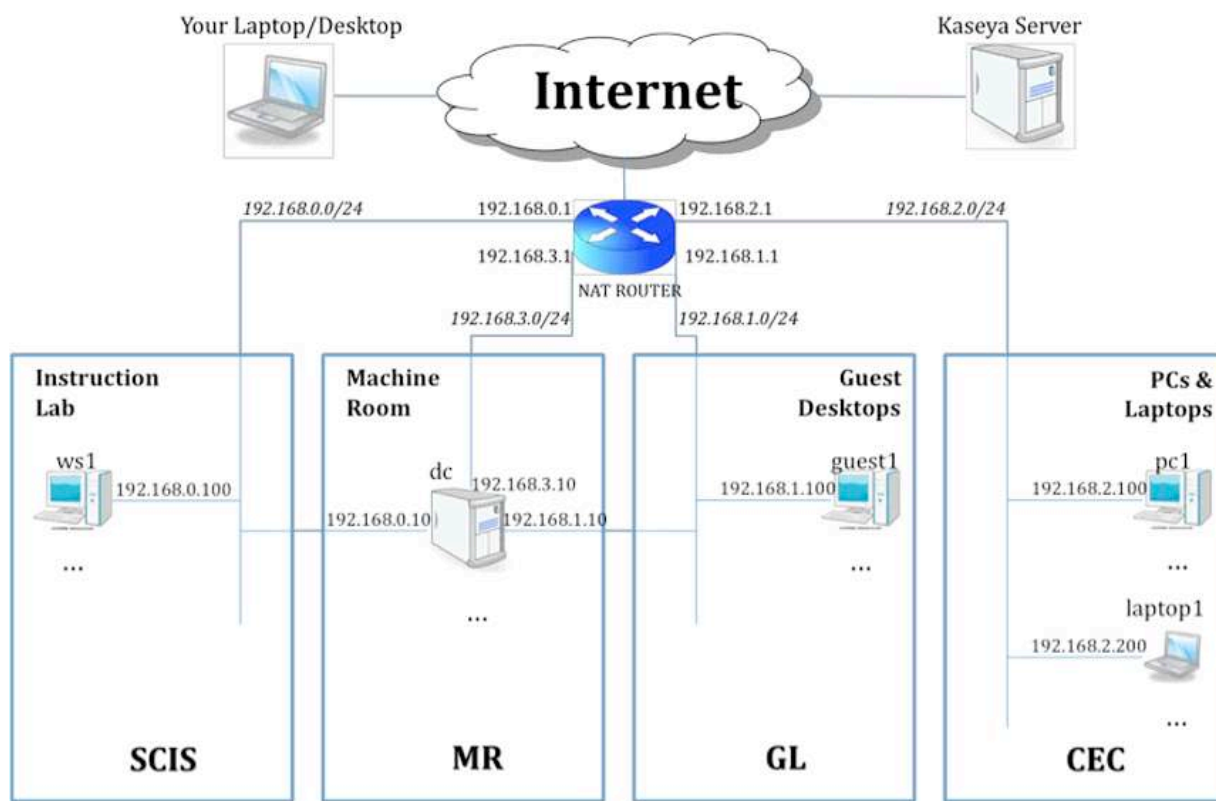 Your Laptop/Desktop
Kaseya Server
Internet
192.168.0.0/24
192.168.0.1
192.168.2.1
192.168.2.0/24
192.168.3.1
192.168.1.1
NAT ROUTER
192.168.3.0/24
192.168.1.0/24
Instruction
Lab
ws1
192.168.0.100
...
SCIS
Machine
Room
dc
192.168.3.10
192.168.0.10
192.168.1.10
...
MR
Guest
Desktops
guest1
192.168.1.100
...
GL
PCs &
Laptops
pc1
192.168.2.100
...
laptop1
192.168.2.200
...
CEC